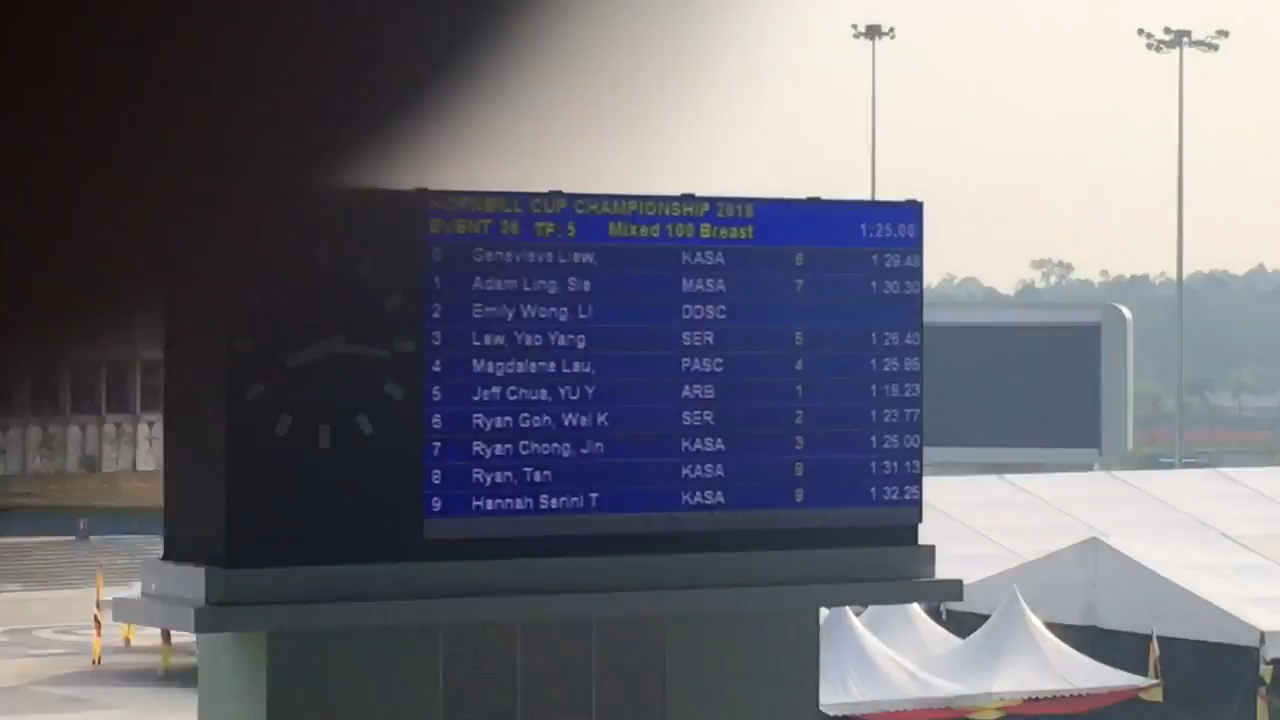 HORNBILL CUP CHAMPIONSHIP 2018
EVENT 36 TF. 5 Mixed 100 Breast 1:25.00
0 Genevieve Liew, KASA 6 1 29.48
1 Adam Ling, Sie MASA 7 1 30.30
2 Emily Wong, Li DDSC
3 Law, Yao Yang SER 5 1 26.40
4 Magdalene Lau, PASC 4 1 25.86
5 Jeff Chua, YU Y ARB 1 1 18.23
6 Ryan Goh, Wei K SER 2 1 23.77
7 Ryan Chong, Jin KASA 3 1 25.00
8 Ryan, Tan KASA 8 1 31.13
9 Hannah Serini T KASA 9 1 32.25